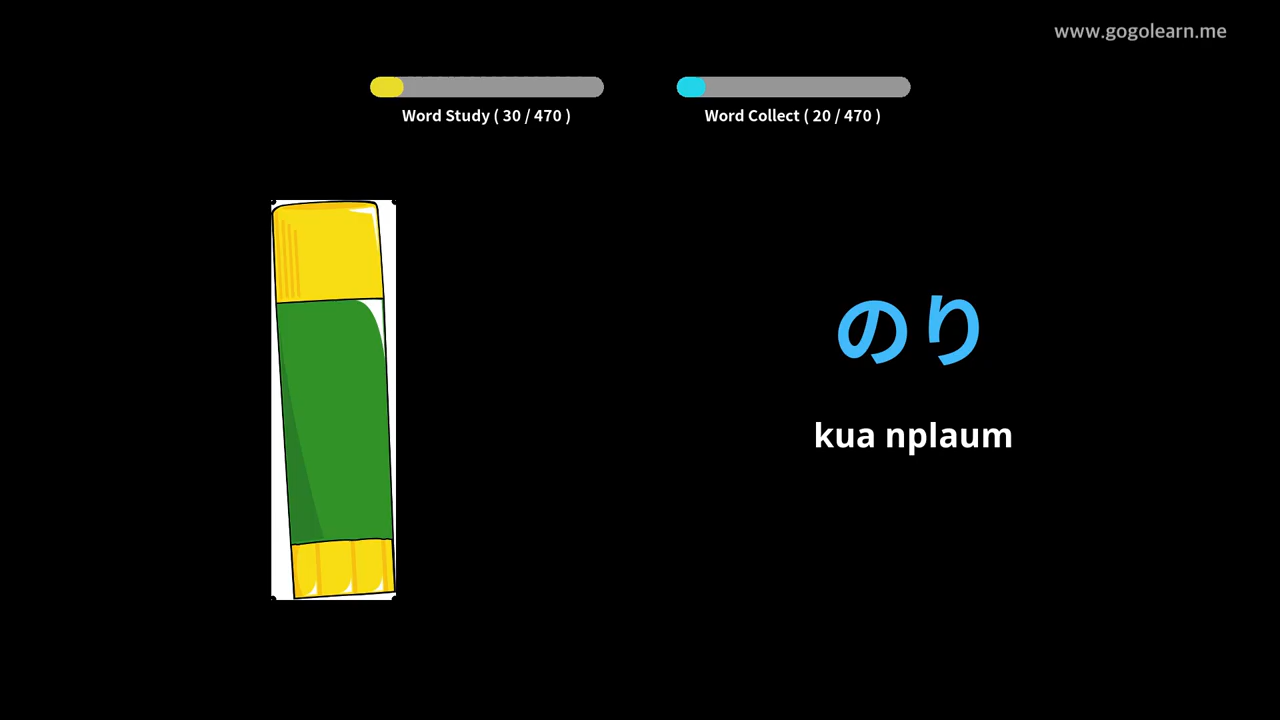 www.gogolearn.me
Word Study ( 30 / 470 )
Word Collect ( 20 / 470 )
のり
kua nplaum